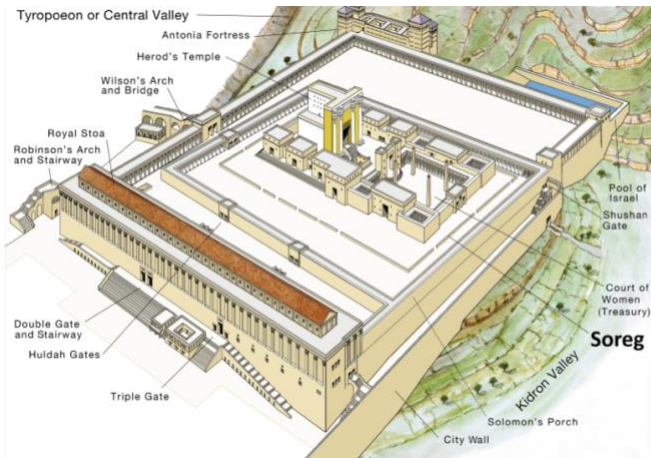 Tyropoeon or Central Valley
Antonia Fortress
Herod's Temple
Wilson's Arch
and Bridge
Royal Stoa
Robinson's Arch
and Stairway
Pool of
Israel
Shushan
Gate
Court of
Women
(Treasury)
Soreg
Double Gate
and Stairway
Huldah Gates
Triple Gate
Kidron Valley
Solomon's Porch
City Wall